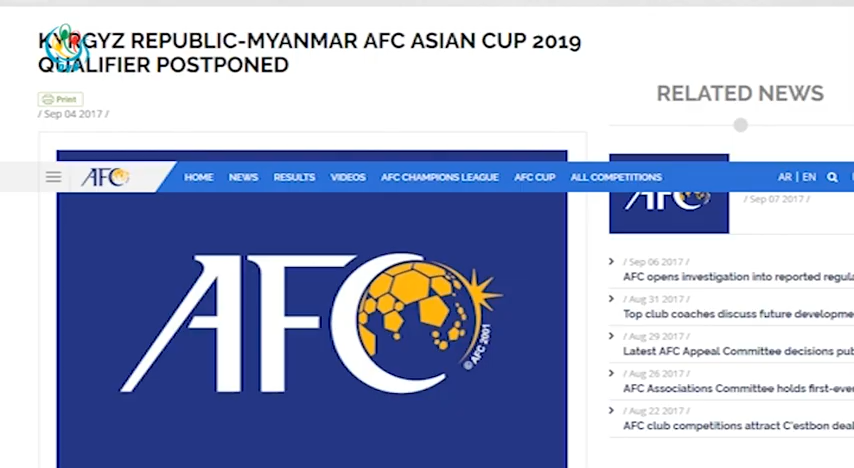 KYRGYZ REPUBLIC-MYANMAR AFC ASIAN CUP 2019
QUALIFIER POSTPONED
Print
/ Sep 04 2017 /
RELATED NEWS
AFC
HOME NEWS RESULTS VIDEOS AFC CHAMPIONS LEAGUE AFC CUP ALL COMPETITIONS
AR | EN
AFC
© AFC 2001
AFC
/ Sep 07 2017 /
/ Sep 06 2017 /
AFC opens investigation into reported regula
/ Aug 31 2017 /
Top club coaches discuss future developme
/ Aug 29 2017 /
Latest AFC Appeal Committee decisions pub
/ Aug 26 2017 /
AFC Associations Committee holds first-eve
/ Aug 22 2017 /
AFC club competitions attract C'estbon deal